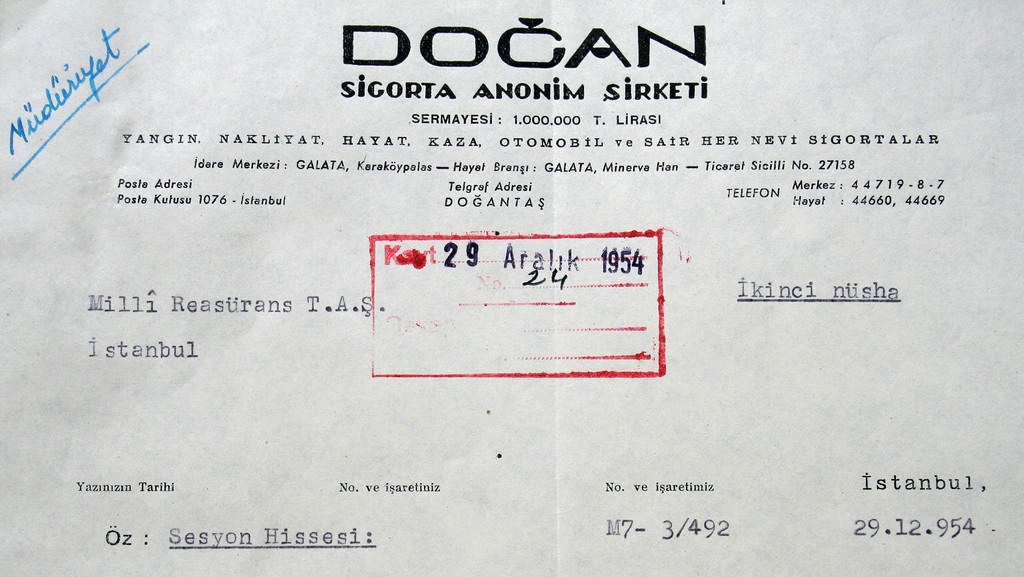 Müdüriyet
DOĞAN
SİGORTA ANONİM ŞİRKETİ
SERMAYESİ : 1.000.000 T. LİRASI
YANGIN, NAKLİYAT, HAYAT, KAZA, OTOMOBİL ve SAİR HER NEVİ SİGORTALAR
İdare Merkezi : GALATA, Karaköypalas — Hayat Branşı : GALATA, Minerva Han — Ticaret Sicilli No. 27158
Posta Adresi
Posta Kutusu 1076 - İstanbul
Telgraf Adresi
DOĞANTAŞ
TELEFON
Merkez : 44719-8-7
Hayat : 44660, 44669
Kayt 29 Aralık 1954
No. 24
Millî Reasürans T.A.Ş.
İstanbul
İkinci nüsha
Yazınızın Tarihi
No. ve işaretiniz
No. ve işaretimiz
İstanbul,
Öz : Sesyon Hissesi:
M7- 3/492
29.12.954 -